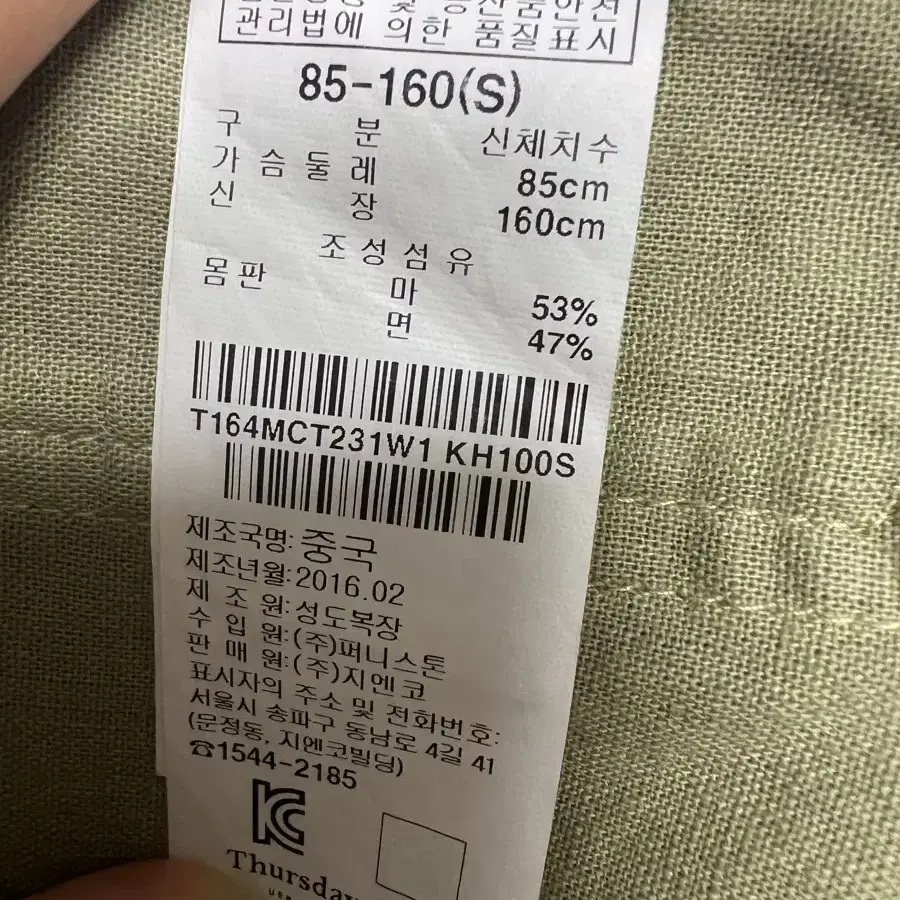 관리법에 의한 품질표시
85-160(S)
구 분 신체치수
가 슴 둘 레 85cm
신 장 160cm
조 성 섬 유
몸판 마 53%
면 47%
T164MCT231W1 KH100S
제조국명: 중국
제조년월: 2016.02
제 조 원: 성도복장
수 입 원: (주)퍼니스톤
판 매 원: (주)지엔코
표시자의 주소 및 전화번호:
서울시 송파구 동남로 4길 41
(문정동, 지엔코빌딩)
☎1544-2185
KC
Thursday